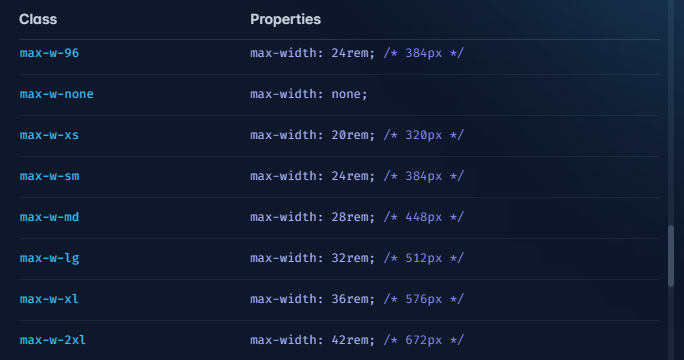 Class Properties
max-w-96 max-width: 24rem; /* 384px */
max-w-none max-width: none;
max-w-xs max-width: 20rem; /* 320px */
max-w-sm max-width: 24rem; /* 384px */
max-w-md max-width: 28rem; /* 448px */
max-w-lg max-width: 32rem; /* 512px */
max-w-xl max-width: 36rem; /* 576px */
max-w-2xl max-width: 42rem; /* 672px */